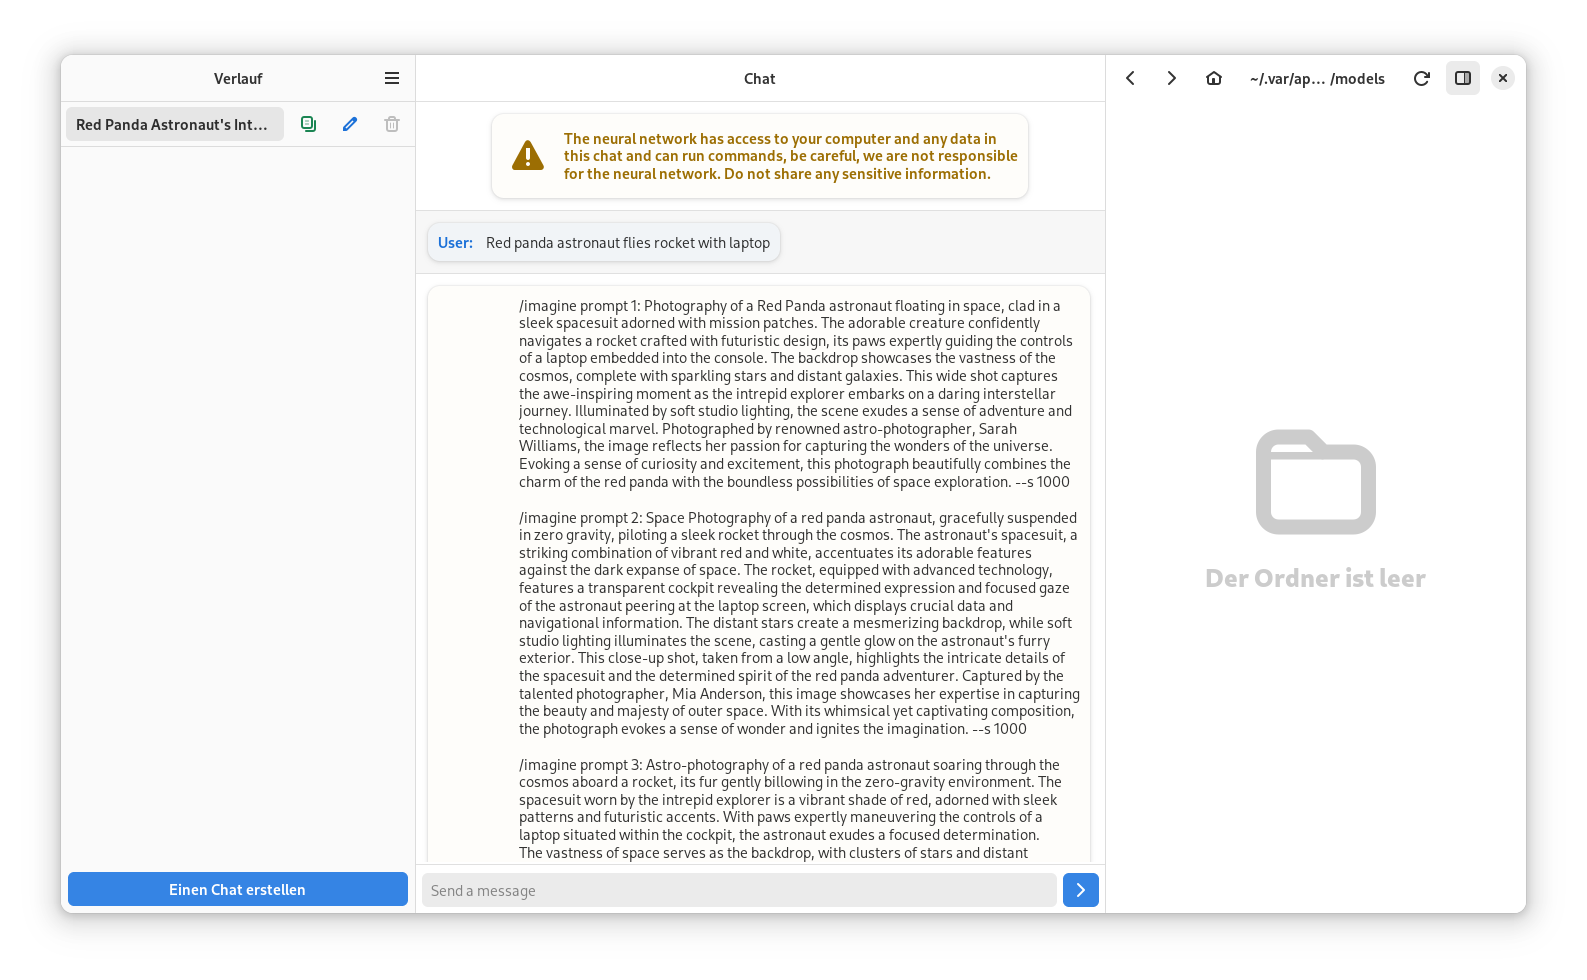 Verlauf
Chat
~/.var/ap... /models
Red Panda Astronaut's Int...
The neural network has access to your computer and any data in
this chat and can run commands, be careful, we are not responsible
for the neural network. Do not share any sensitive information.
User: Red panda astronaut flies rocket with laptop
/imagine prompt 1: Photography of a Red Panda astronaut floating in space, clad in a
sleek spacesuit adorned with mission patches. The adorable creature confidently
navigates a rocket crafted with futuristic design, its paws expertly guiding the controls
of a laptop embedded into the console. The backdrop showcases the vastness of the
cosmos, complete with sparkling stars and distant galaxies. This wide shot captures
the awe-inspiring moment as the intrepid explorer embarks on a daring interstellar
journey. Illuminated by soft studio lighting, the scene exudes a sense of adventure and
technological marvel. Photographed by renowned astro-photographer, Sarah
Williams, the image reflects her passion for capturing the wonders of the universe.
Evoking a sense of curiosity and excitement, this photograph beautifully combines the
charm of the red panda with the boundless possibilities of space exploration. --s 1000
/imagine prompt 2: Space Photography of a red panda astronaut, gracefully suspended
in zero gravity, piloting a sleek rocket through the cosmos. The astronaut's spacesuit, a
striking combination of vibrant red and white, accentuates its adorable features
against the dark expanse of space. The rocket, equipped with advanced technology,
features a transparent cockpit revealing the determined expression and focused gaze
of the astronaut peering at the laptop screen, which displays crucial data and
navigational information. The distant stars create a mesmerizing backdrop, while soft
studio lighting illuminates the scene, casting a gentle glow on the astronaut's furry
exterior. This close-up shot, taken from a low angle, highlights the intricate details of
the spacesuit and the determined spirit of the red panda adventurer. Captured by the
talented photographer, Mia Anderson, this image showcases her expertise in capturing
the beauty and majesty of outer space. With its whimsical yet captivating composition,
the photograph evokes a sense of wonder and ignites the imagination. --s 1000
/imagine prompt 3: Astro-photography of a red panda astronaut soaring through the
cosmos aboard a rocket, its fur gently billowing in the zero-gravity environment. The
spacesuit worn by the intrepid explorer is a vibrant shade of red, adorned with sleek
patterns and futuristic accents. With paws expertly maneuvering the controls of a
laptop situated within the cockpit, the astronaut exudes a focused determination.
The vastness of space serves as the backdrop, with clusters of stars and distant
Der Ordner ist leer
Einen Chat erstellen
Send a message